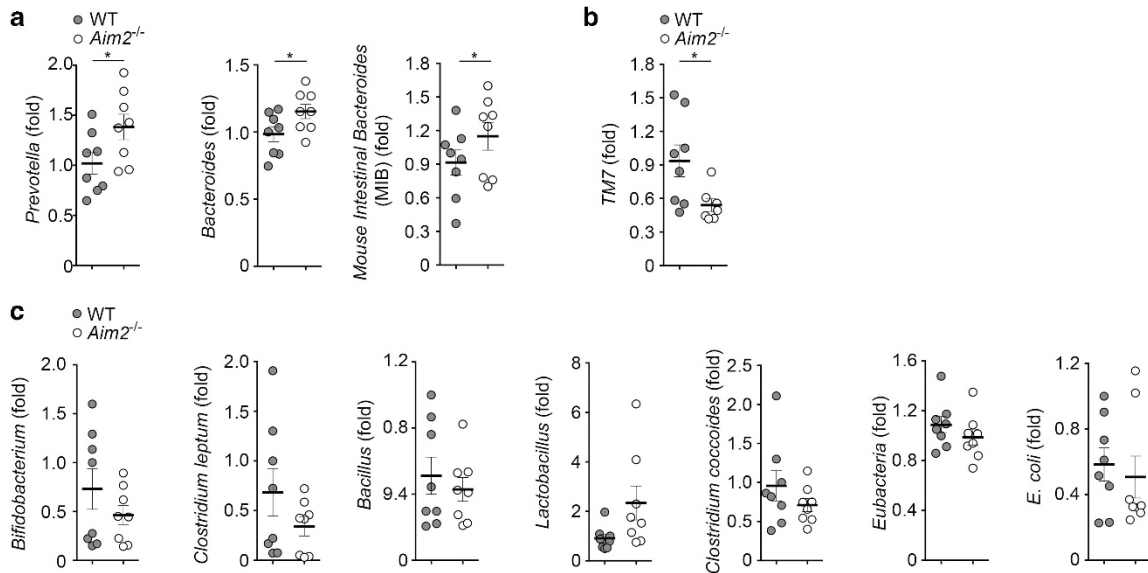 a
WT
Aim2-/-
Prevotella (fold)
2.0
1.5
1.0
0.5
0
*
Bacteroides (fold)
1.5
1.0
0.5
0
*
Mouse Intestinal Bacteroides
(MIB) (fold)
1.8
1.5
1.2
0.9
0.6
0.3
0
*
b
WT
Aim2-/-
TM7 (fold)
1.8
1.5
1.2
0.9
0.6
0.3
0
*
c
WT
Aim2-/-
Bifidobacterium (fold)
2.0
1.5
1.0
0.5
0
Clostridium leptum (fold)
2.0
1.5
1.0
0.5
0
Bacillus (fold)
1.2
0.8
9.4
0
Lactobacillus (fold)
8
6
4
2
0
Clostridium coccoides (fold)
2.5
2.0
1.5
1.0
0.5
0
Eubacteria (fold)
1.6
1.2
0.8
0.4
0
E. coli (fold)
1.2
0.8
0.4
0